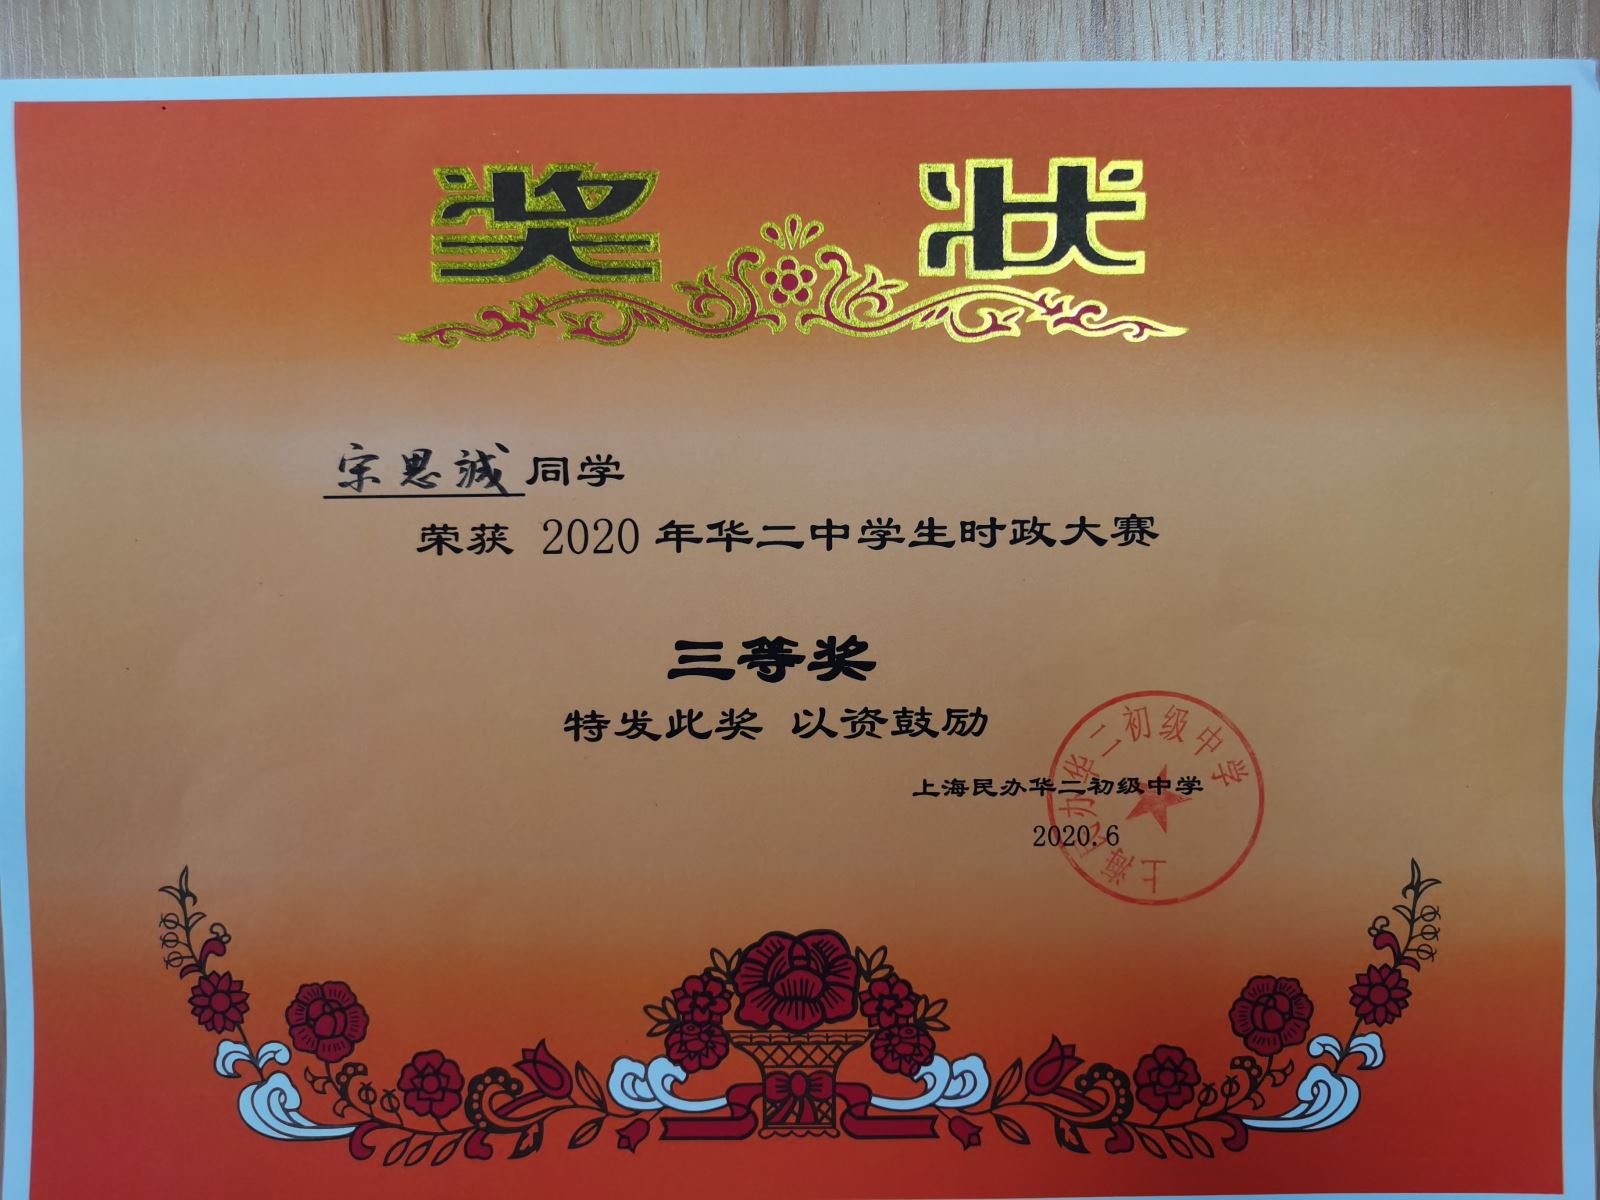 奖状
宗思誠同学
荣获 2020 年华二中学生时政大赛
三等奖
特发此奖 以资鼓励
上海民办华二初级中学
2020.6
上海民办华二初级中学